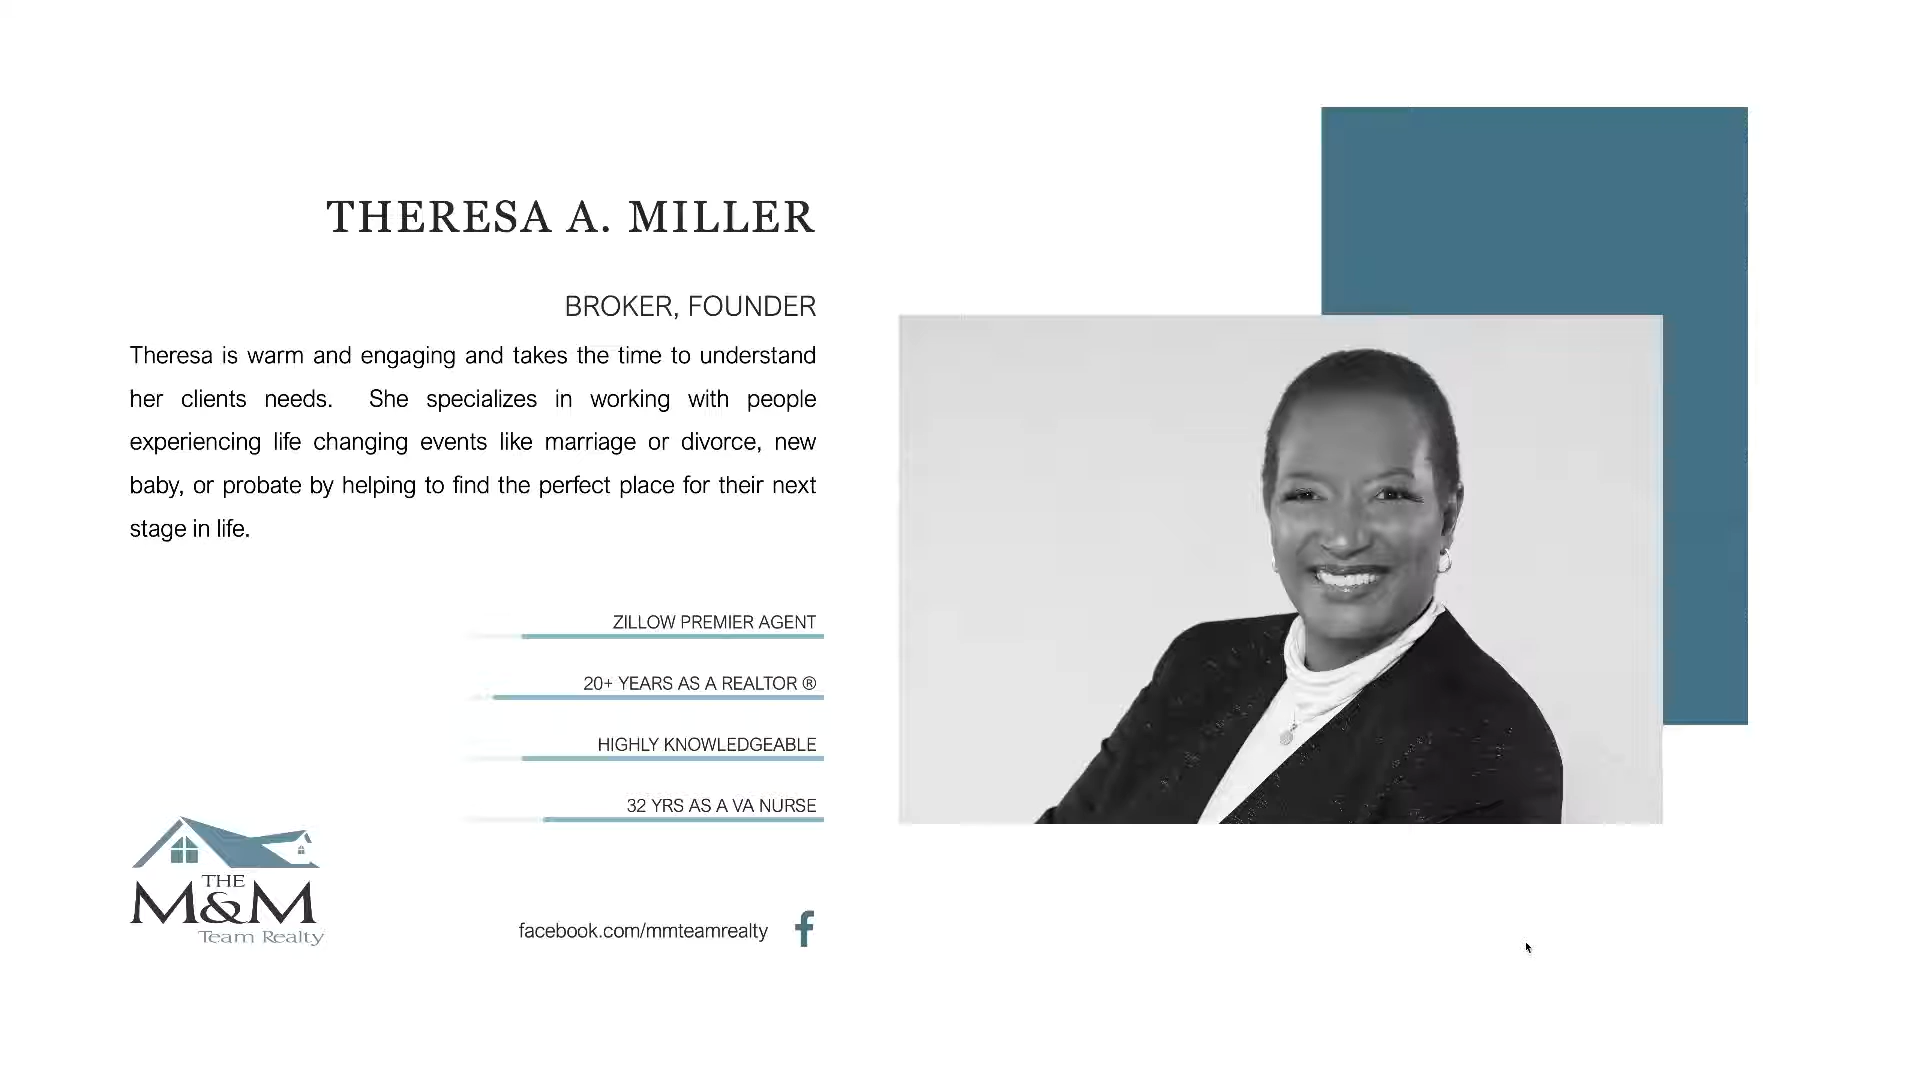 THERESA A. MILLER
BROKER, FOUNDER
Theresa is warm and engaging and takes the time to understand
her clients needs.  She specializes in working with people
experiencing life changing events like marriage or divorce, new
baby, or probate by helping to find the perfect place for their next
stage in life.
ZILLOW PREMIER AGENT
20+ YEARS AS A REALTOR ®
HIGHLY KNOWLEDGEABLE
32 YRS AS A VA NURSE
THE
M&M
Team Realty
facebook.com/mmteamrealty